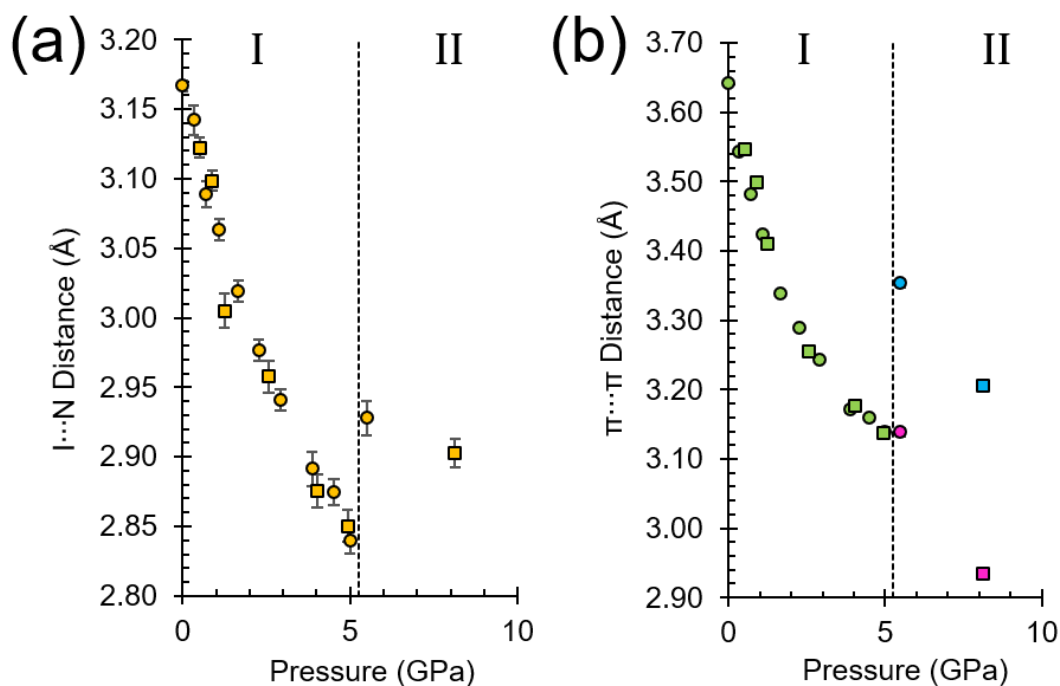 (a)
I
II
3.20
3.15
3.10
3.05
3.00
2.95
2.90
2.85
2.80
I···N Distance (Å)
0
5
10
Pressure (GPa)
(b)
I
II
3.70
3.60
3.50
3.40
3.30
3.20
3.10
3.00
2.90
π···π Distance (Å)
0
5
10
Pressure (GPa)